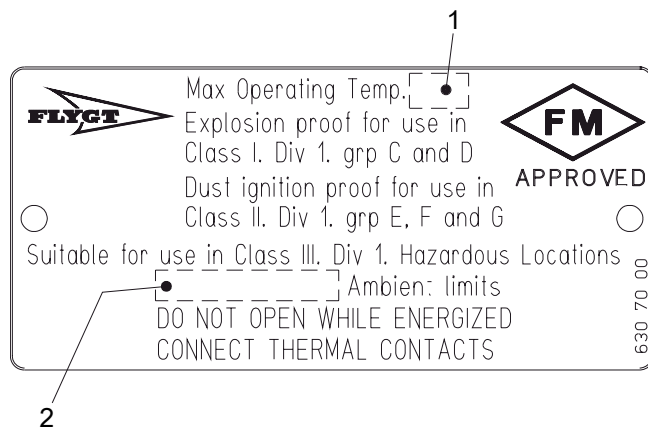 1
Max Operating Temp.
FLYGT
Explosion proof for use in
FM
Class I. Div 1. grp C and D
APPROVED
Dust ignition proof for use in
Class II. Div 1. grp E, F and G
Suitable for use in Class III. Div 1. Hazardous Locations
Ambient limits
DO NOT OPEN WHILE ENERGIZED
CONNECT THERMAL CONTACTS
630 70 00
2